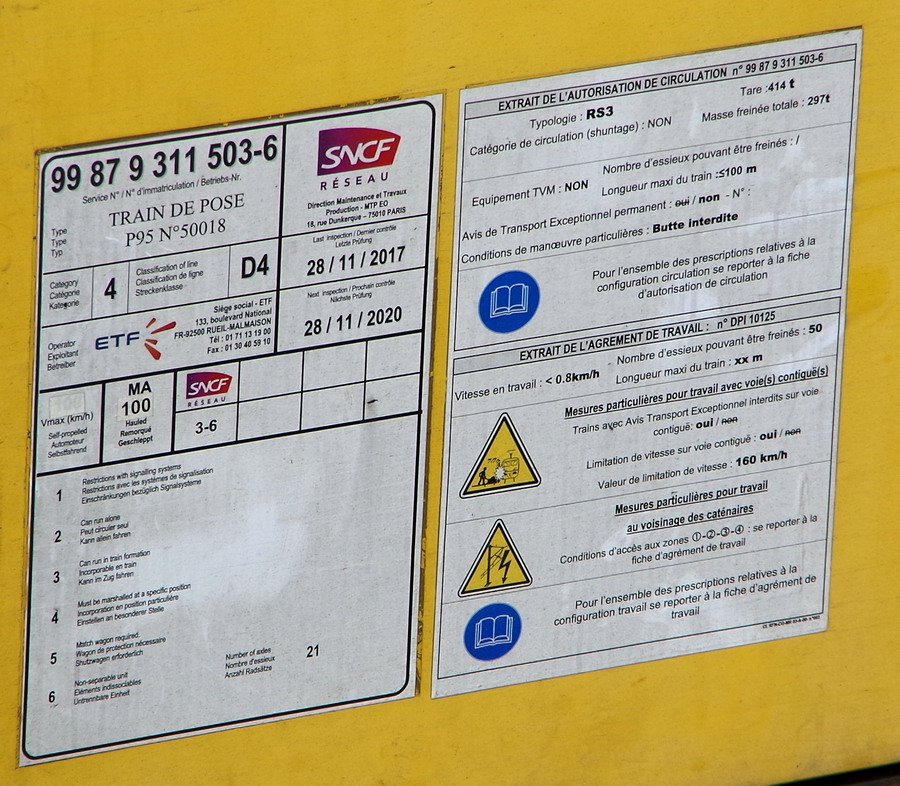 99 87 9 311 503-6
Service N° / N° d'immatriculation / Betriebs-Nr.
Type
Type
Typ
TRAIN DE POSE
P95 N°50018
SNCF
RÉSEAU
Direction Maintenance et Travaux
Production - MTP EO
18, rue Dunkerque – 75010 PARIS
Category
Catégorie
Kategorie
4
Classification of line
Classification de ligne
Streckenklasse
D4
Last inspection / Dernier contrôle
Letzte Prüfung
28 / 11 / 2017
Operator
Exploitant
Betreiber
ETF
Siège social - ETF
133, boulevard National
FR-92500 RUEIL-MALMAISON
Tél : 01 71 13 19 00
Fax : 01 30 40 59 10
Next inspection / Prochain contrôle
Nächste Prüfung
28 / 11 / 2020
Vmax (km/h)
Self-propelled
Automoteur
Selbstfahrend
MA
100
Hauled
Remorqué
Geschleppt
SNCF
RÉSEAU
3-6
1
Restrictions with signalling systems
Restrictions avec les systèmes de signalisation
Einschränkungen bezüglich Signalsysteme
2
Can run alone
Peut circuler seul
Kann allein fahren
3
Can run in train formation
Incorporable en train
Kann im Zug fahren
4
Must be marshalled at a specific position
Incorporation en position particulière
Einstellen an besonderer Stelle
5
Match wagon required.
Wagon de protection nécessaire
Shutzwagen erforderlich
6
Non-separable unit
Eléments indissociables
Untrennbare Einheit
Number of axles
Nombre d'essieux
Anzahl Radsätze
21
EXTRAIT DE L'AUTORISATION DE CIRCULATION n° 99 87 9 311 503-6
Typologie : RS3
Tare :414 t
Catégorie de circulation (shuntage) : NON
Masse freinée totale : 297t
Nombre d'essieux pouvant être freinés : /
Equipement TVM : NON
Longueur maxi du train :≤100 m
Avis de Transport Exceptionnel permanent : oui / non - N° :
Conditions de manœuvre particulières : Butte interdite
Pour l'ensemble des prescriptions relatives à la
configuration circulation se reporter à la fiche
d'autorisation de circulation
EXTRAIT DE L'AGREMENT DE TRAVAIL : n° DPI 10125
Vitesse en travail : < 0.8km/h
Nombre d'essieux pouvant être freinés : 50
Longueur maxi du train : xx m
Mesures particulières pour travail avec voie(s) contiguë(s)
Trains avec Avis Transport Exceptionnel interdits sur voie
contiguë: oui / non
Limitation de vitesse sur voie contiguë : oui / non
Valeur de limitation de vitesse : 160 km/h
Mesures particulières pour travail
au voisinage des caténaires
Conditions d'accès aux zones ①-②-③-④ : se reporter à la
fiche d'agrément de travail
Pour l'ensemble des prescriptions relatives à la
configuration travail se reporter à la fiche d'agrément de
travail